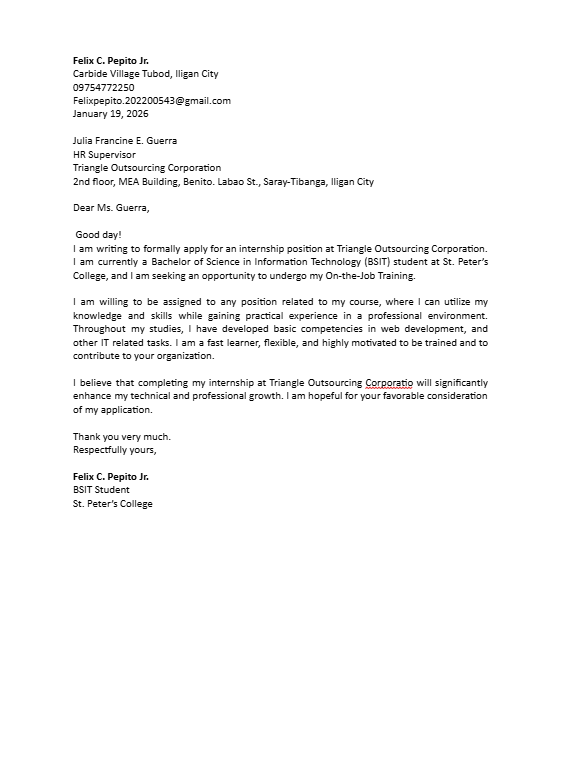 Felix C. Pepito Jr.
Carbide Village Tubod, Iligan City
09754772250
Felixpepito.202200543@gmail.com
January 19, 2026
Julia Francine E. Guerra
HR Supervisor
Triangle Outsourcing Corporation
2nd floor, MEA Building, Benito. Labao St., Saray-Tibanga, Iligan City
Dear Ms. Guerra,
Good day!
I am writing to formally apply for an internship position at Triangle Outsourcing Corporation.
I am currently a Bachelor of Science in Information Technology (BSIT) student at St. Peter’s
College, and I am seeking an opportunity to undergo my On-the-Job Training.
I am willing to be assigned to any position related to my course, where I can utilize my
knowledge and skills while gaining practical experience in a professional environment.
Throughout my studies, I have developed basic competencies in web development, and
other IT related tasks. I am a fast learner, flexible, and highly motivated to be trained and to
contribute to your organization.
I believe that completing my internship at Triangle Outsourcing Corporatio will significantly
enhance my technical and professional growth. I am hopeful for your favorable consideration
of my application.
Thank you very much.
Respectfully yours,
Felix C. Pepito Jr.
BSIT Student
St. Peter’s College